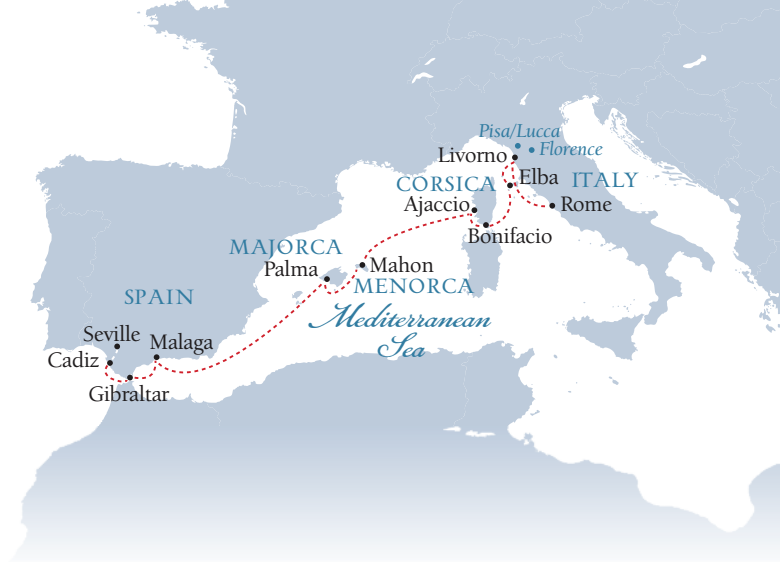 Pisa/Lucca
Florence
Livorno
Elba
ITALY
CORSICA
Ajaccio
Rome
Bonifacio
MAJORCA
Palma
Mahon
MENORCA
SPAIN
Mediterranean
Sea
Seville
Malaga
Cadiz
Gibraltar